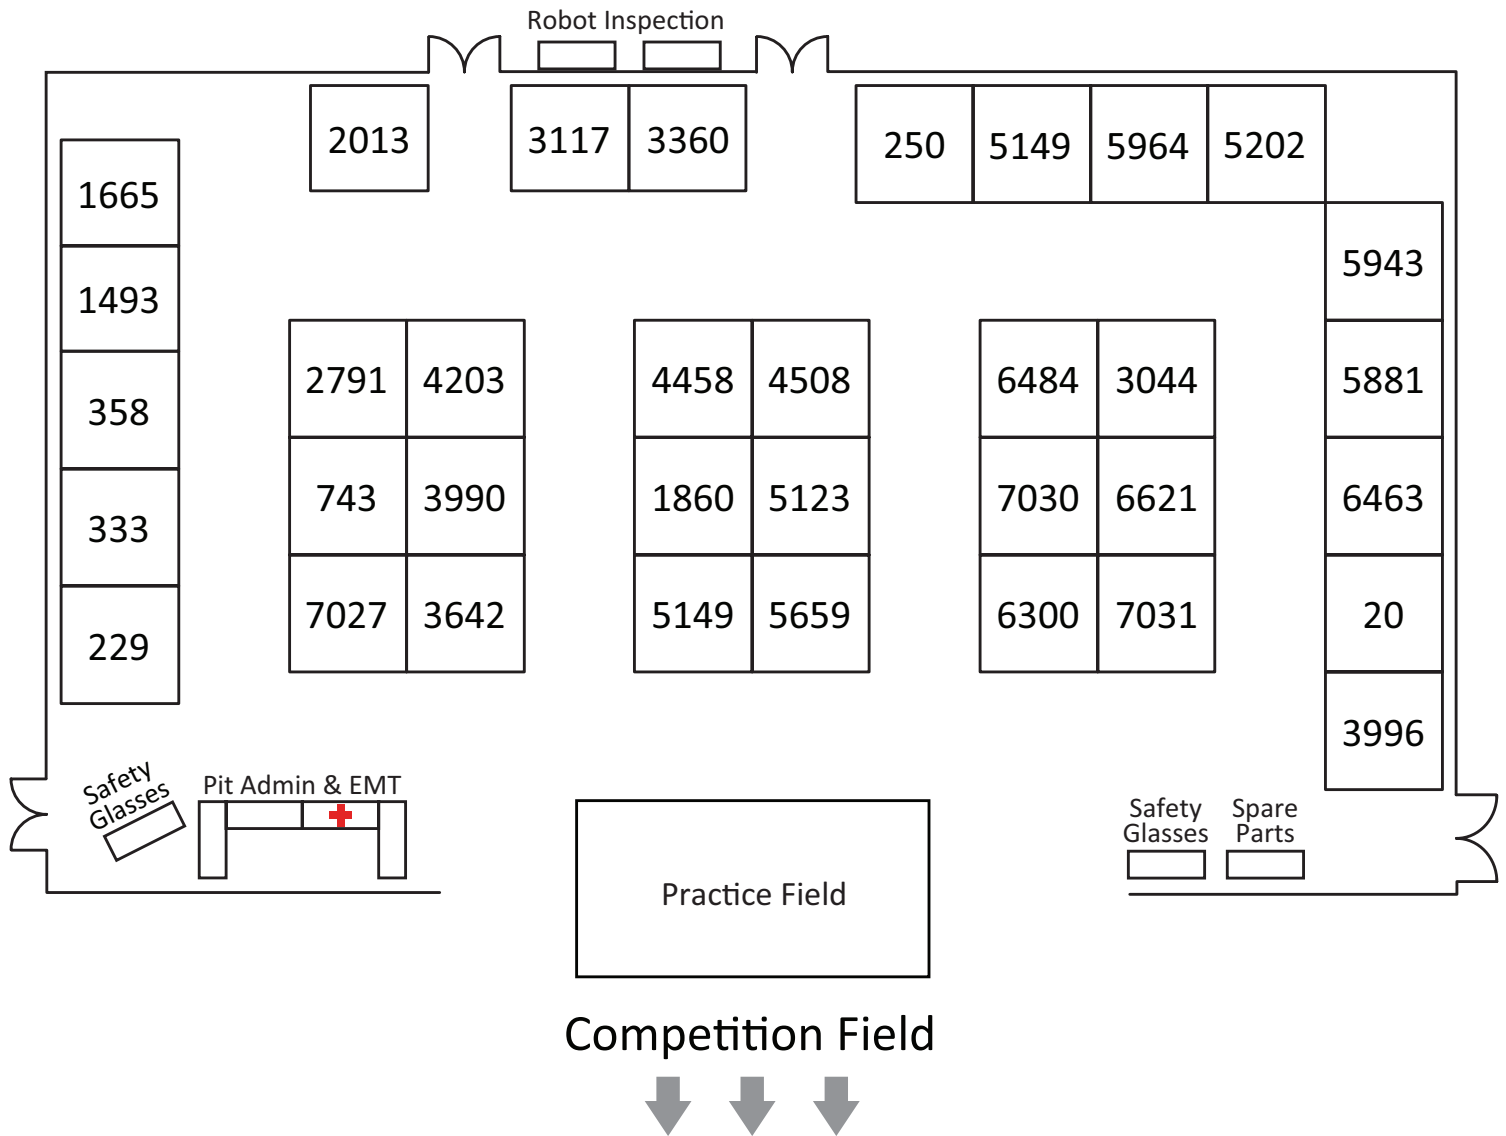 Robot Inspection
2013
3117
3360
250
5149
5964
5202
1665
1493
358
333
229
5943
5881
6463
20
3996
2791 4203
743 3990
7027 3642
4458 4508
1860 5123
5149 5659
6484 3044
7030 6621
6300 7031
Safety
Glasses
Pit Admin & EMT
Safety
Glasses
Spare
Parts
Practice Field
Competition Field